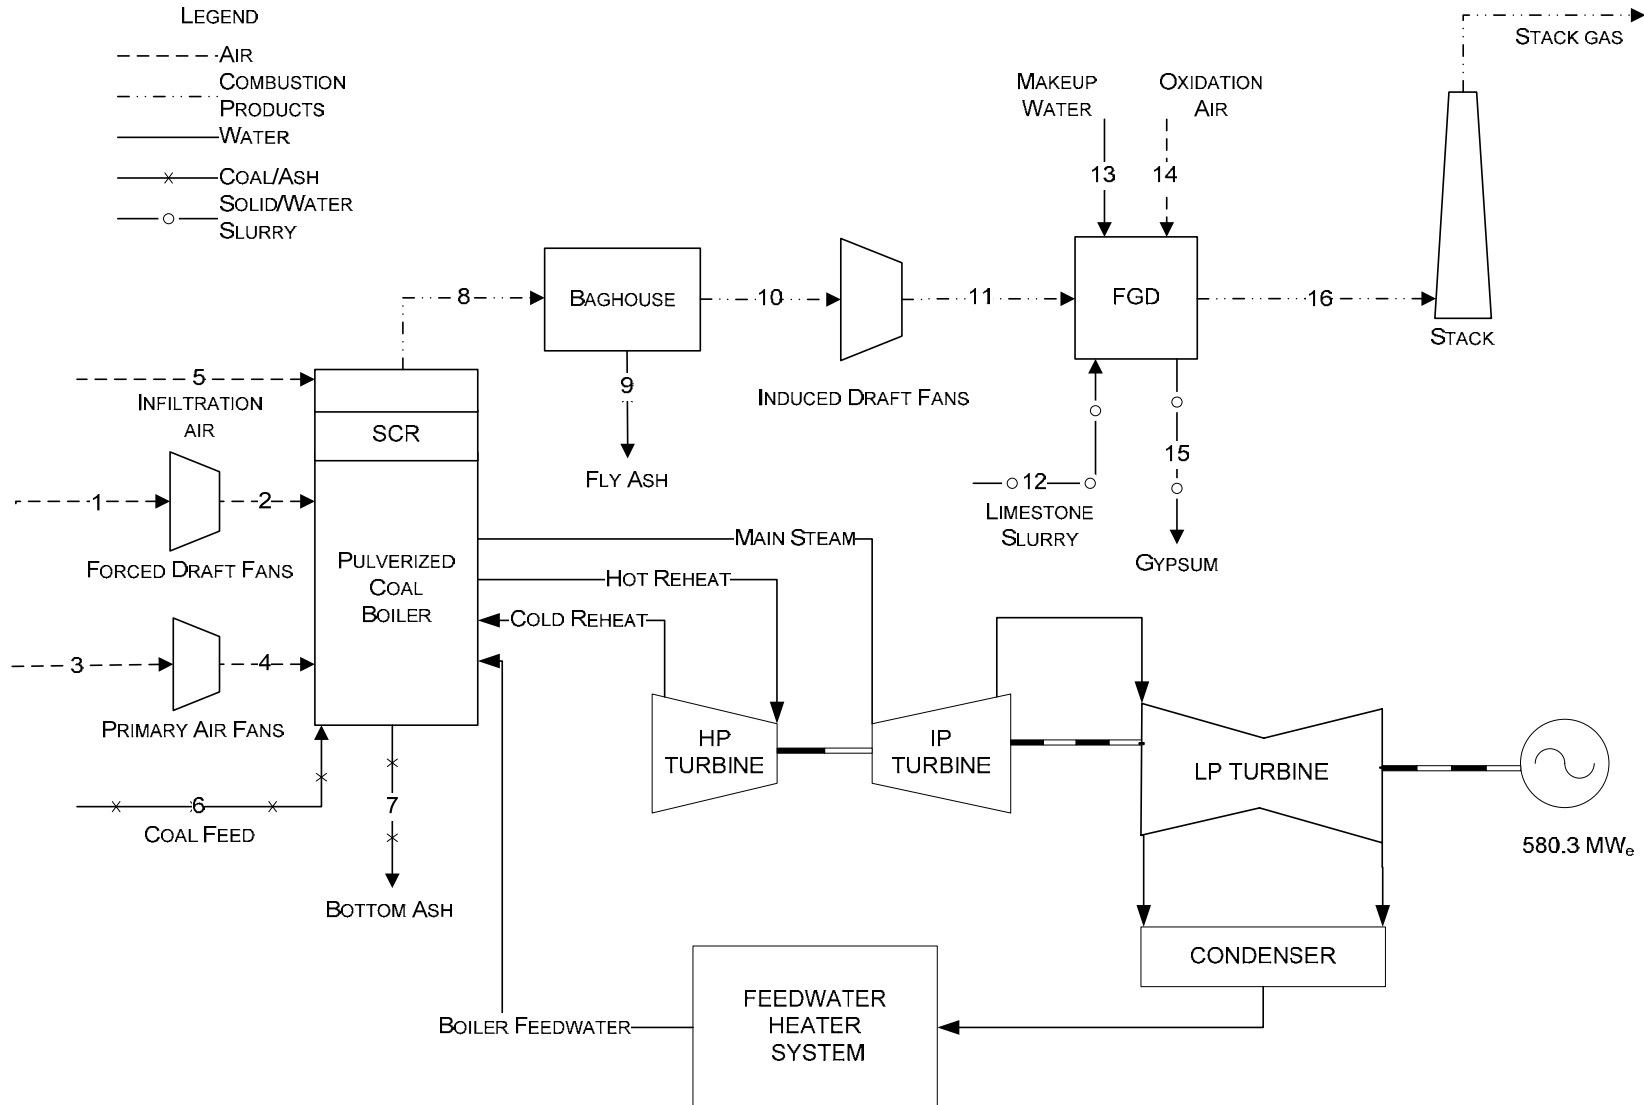 LEGEND
AIR
COMBUSTION
PRODUCTS
WATER
COAL/ASH
SOLID/WATER
SLURRY
STACK GAS
MAKEUP
WATER
OXIDATION
AIR
13
14
8
BAGHOUSE
10
11
FGD
16
STACK
5
INFILTRATION
AIR
9
FLY ASH
INDUCED DRAFT FANS
SCR
12
LIMESTONE
SLURRY
15
GYPSUM
1
2
FORCED DRAFT FANS
PULVERIZED
COAL
BOILER
MAIN STEAM
HOT REHEAT
COLD REHEAT
3
4
PRIMARY AIR FANS
HP
TURBINE
IP
TURBINE
LP TURBINE
6
COAL FEED
7
BOTTOM ASH
580.3 MWe
CONDENSER
FEEDWATER
HEATER
SYSTEM
BOILER FEEDWATER